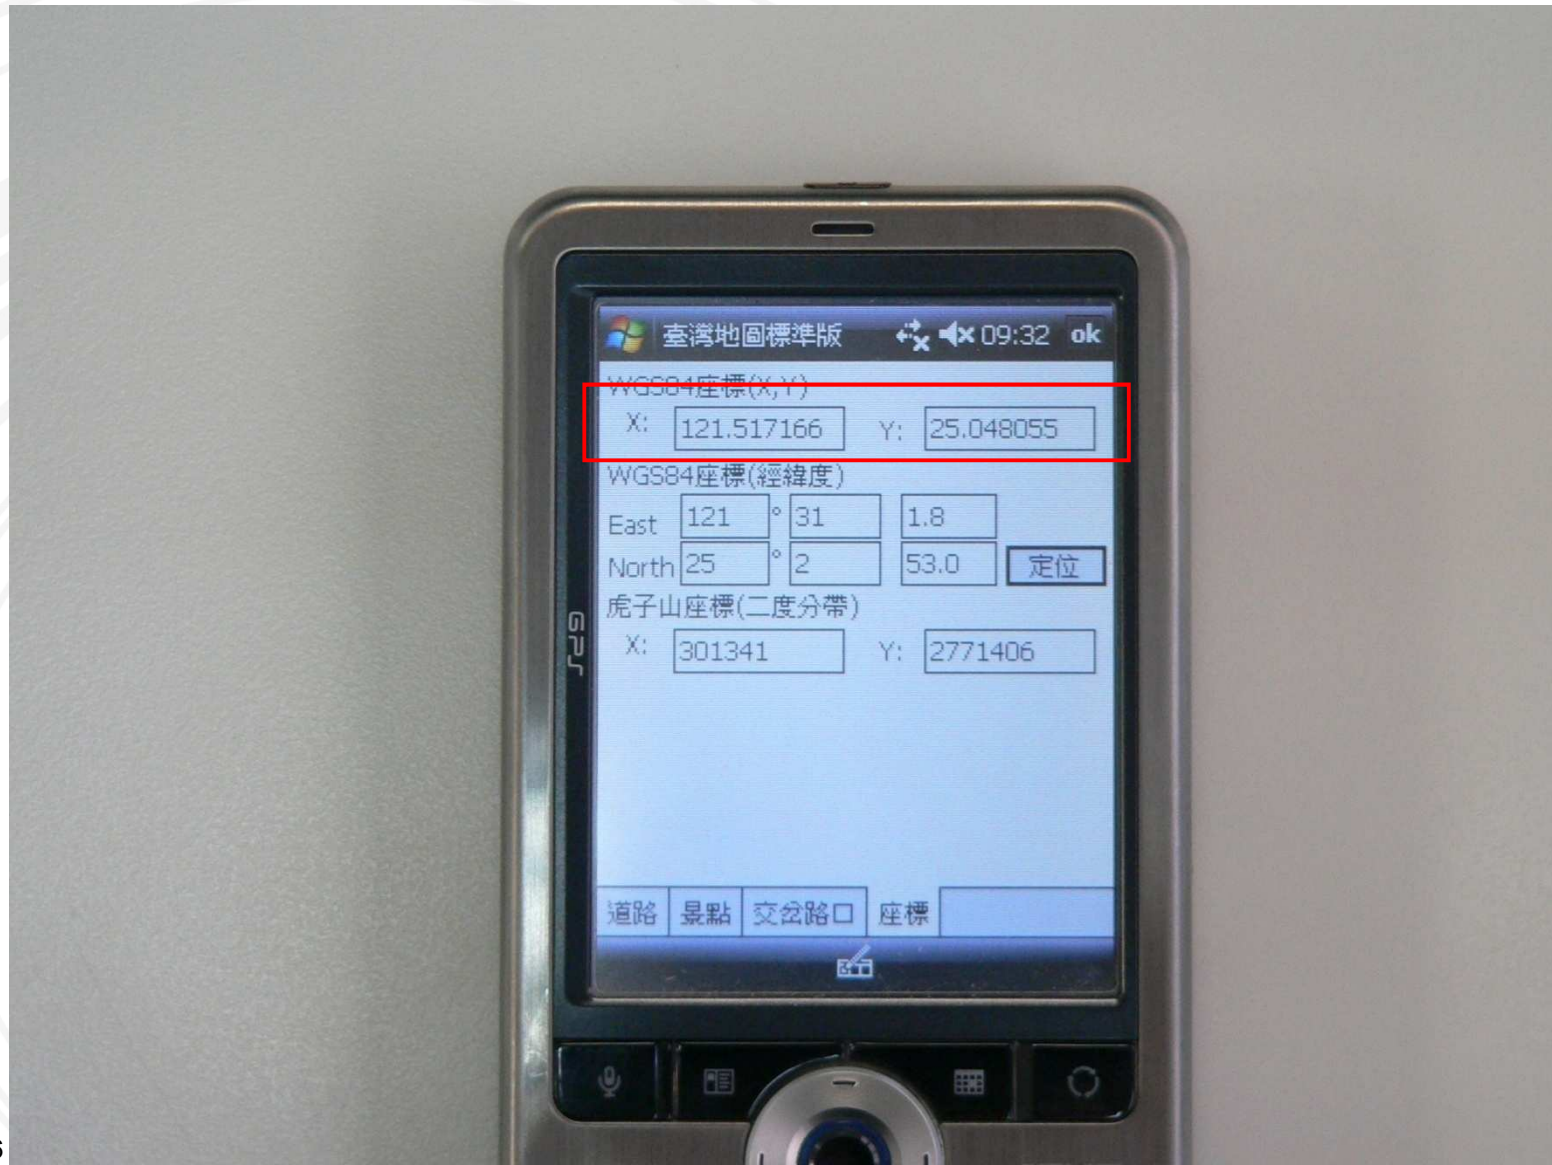 臺灣地圖標準版 09:32 ok
WGS84座標(X,Y)
X: 121.517166 Y: 25.048055
WGS84座標(經緯度)
East 121 ° 31 1.8
North 25 ° 2 53.0 定位
虎子山座標(二度分帶)
X: 301341 Y: 2771406
道路 景點 交岔路口 座標
GPS